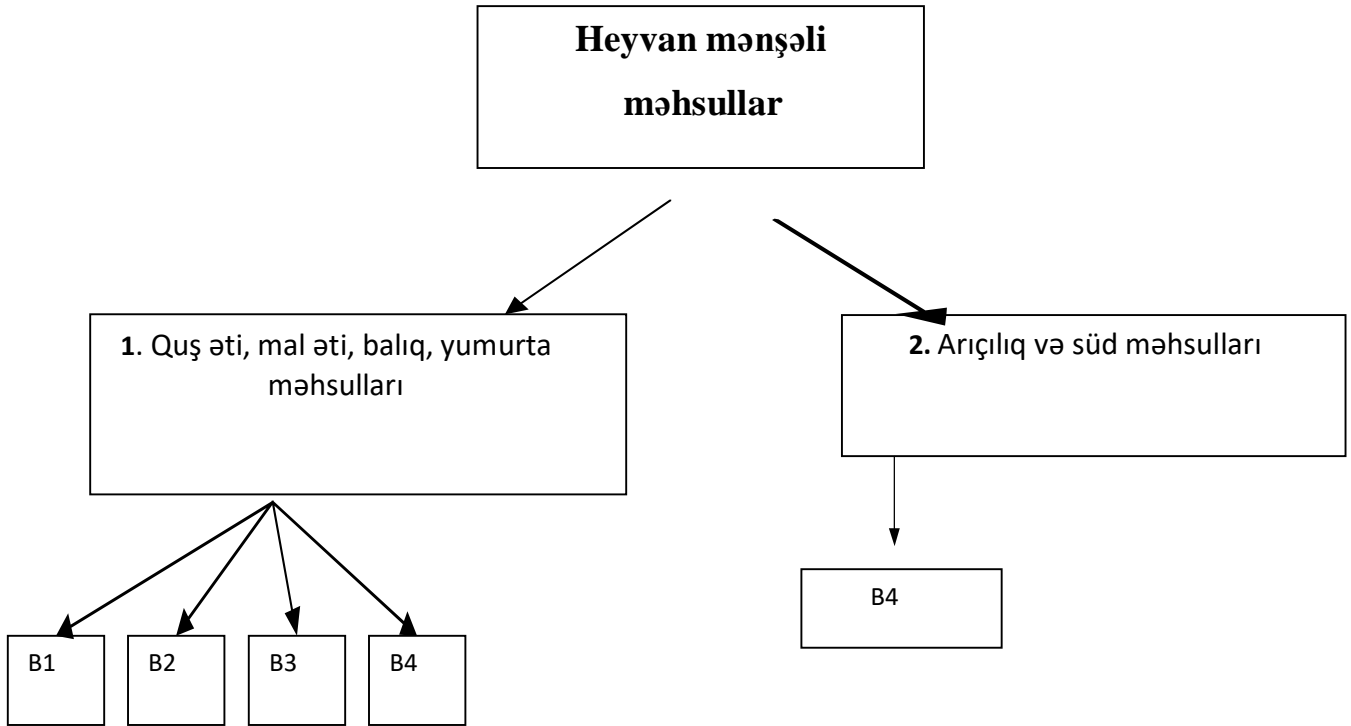 Heyvan mənşəli
məhsullar
1. Quş əti, mal əti, balıq, yumurta
məhsulları
2. Arıçılıq və süd məhsulları
B4
B1 B2 B3 B4